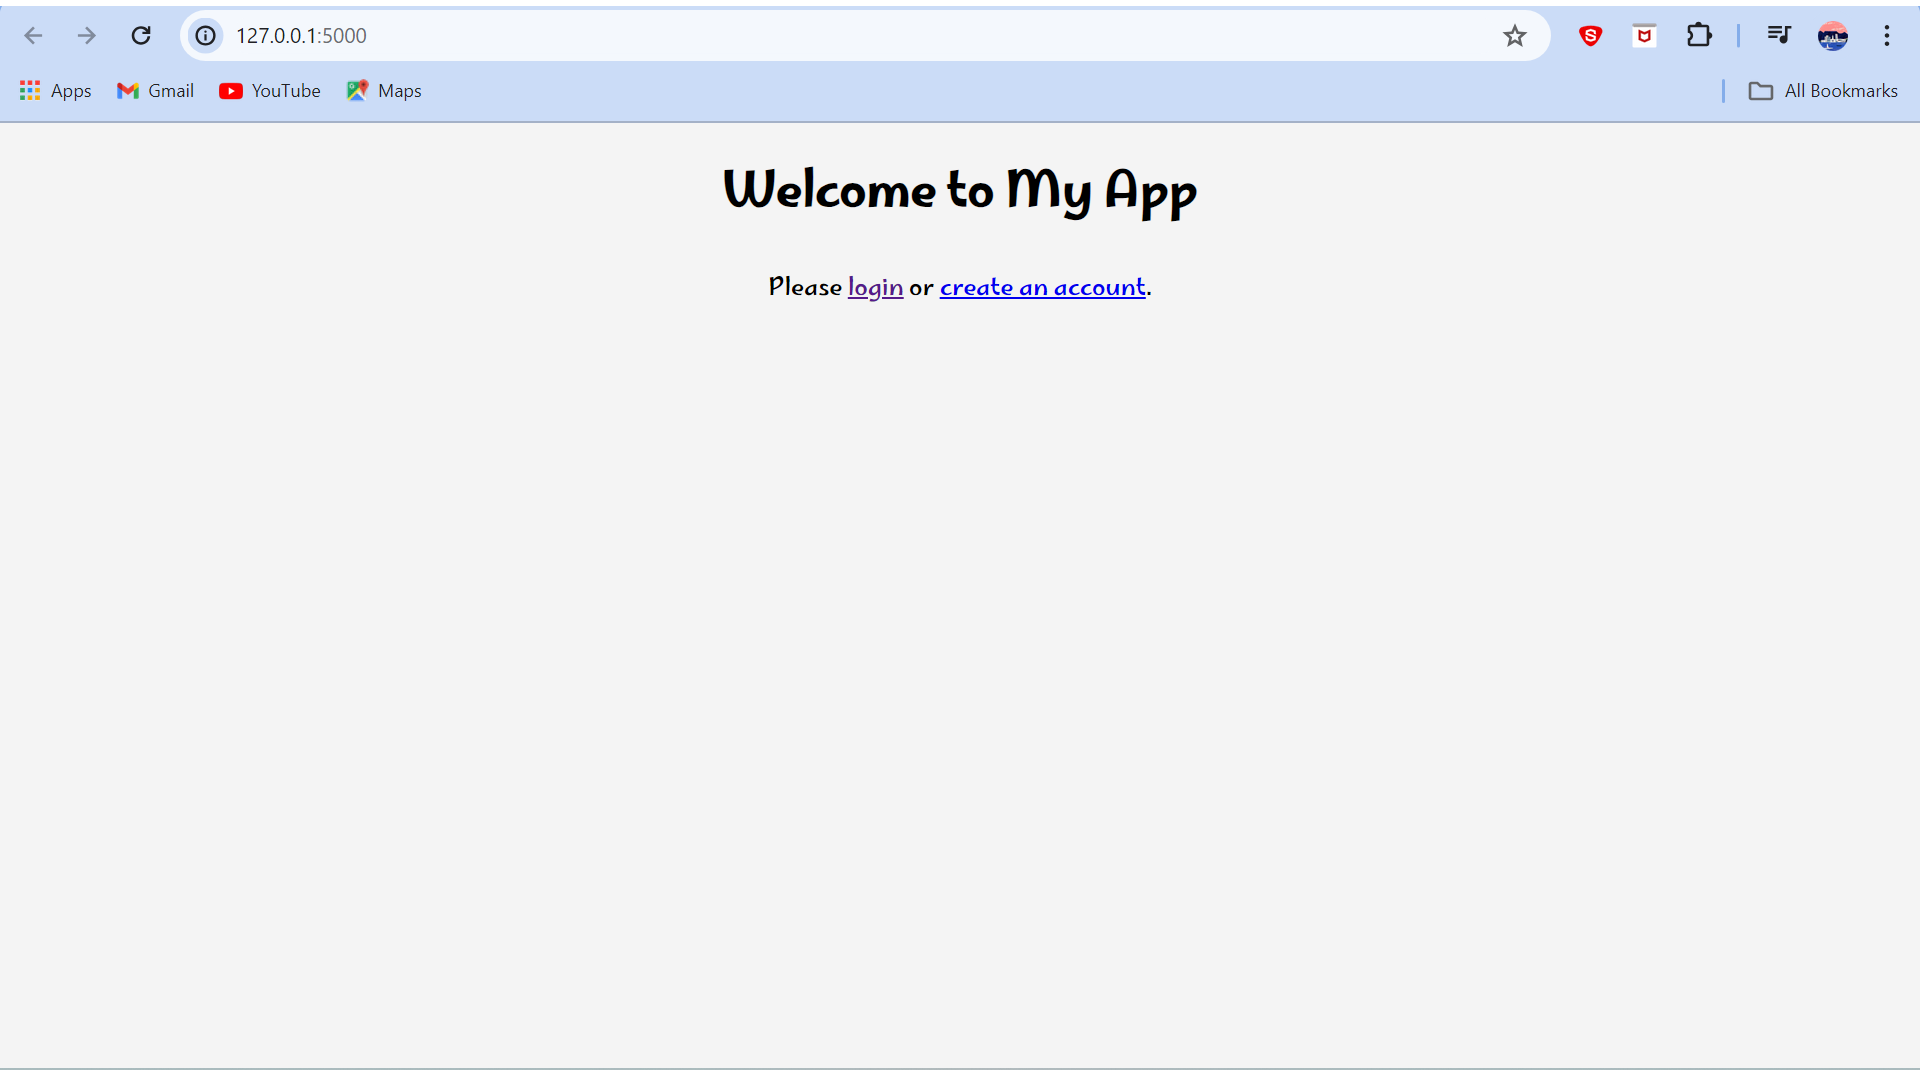 127.0.0.1:5000
Apps Gmail YouTube Maps All Bookmarks
Welcome to My App
Please login or create an account.